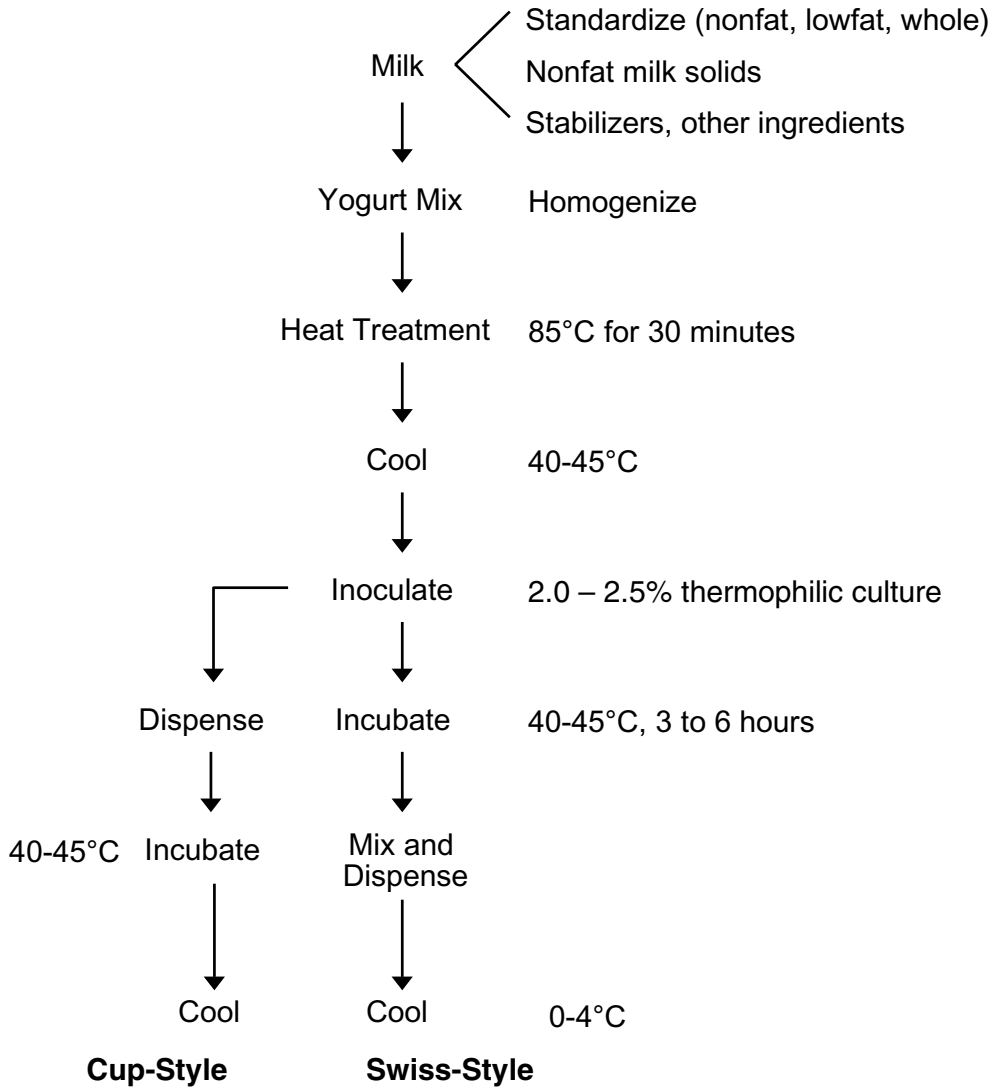 Standardize (nonfat, lowfat, whole)
Milk
Nonfat milk solids
Stabilizers, other ingredients
Yogurt Mix
Homogenize
Heat Treatment
85°C for 30 minutes
Cool
40-45°C
Inoculate
2.0 – 2.5% thermophilic culture
Dispense
Incubate
40-45°C, 3 to 6 hours
40-45°C
Incubate
Mix and
Dispense
Cool
Cool
0-4°C
Cup-Style
Swiss-Style